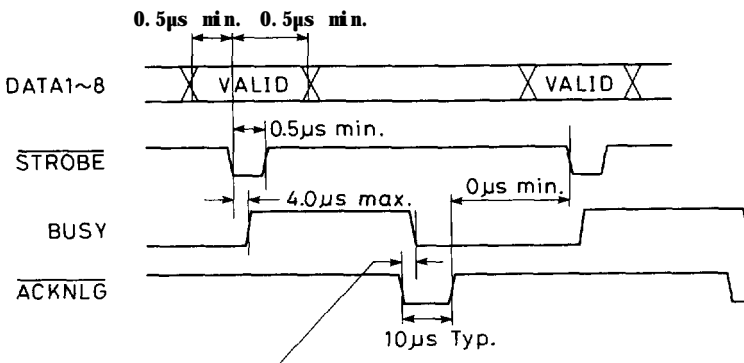 0.5µs min. 0.5µs min.
DATA1~8 VALID VALID
0.5µs min.
STROBE
4.0µs max. 0µs min.
BUSY
ACKNLG
10µs Typ.